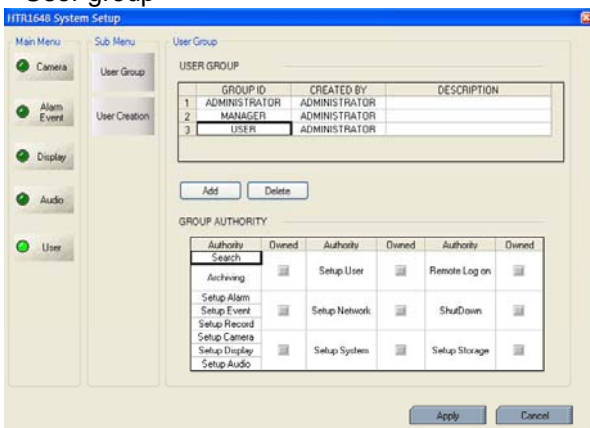 User group
HTR1648 System Setup
Main Menu
Sub Menu
User Group
Camera
Alarm
Event
Display
Audio
User
User Group
User Creation
USER GROUP
GROUP ID CREATED BY DESCRIPTION
1 ADMINISTRATOR ADMINISTRATOR
2 MANAGER ADMINISTRATOR
3 USER ADMINISTRATOR
Add Delete
GROUP AUTHORITY
Authority Owned Authority Owned Authority Owned
Search
Archiving
Setup User
Remote Log on
Setup Alarm
Setup Event
Setup Record
Setup Network
ShutDown
Setup Camera
Setup Display
Setup Audio
Setup System
Setup Storage
Apply Cancel